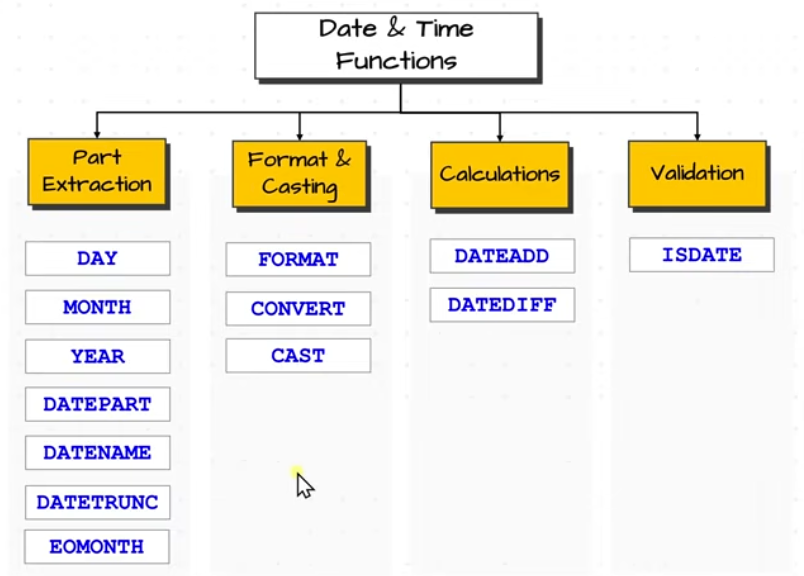 Date & Time
Functions
Part
Extraction
DAY
MONTH
YEAR
DATEPART
DATENAME
DATETRUNC
EOMONTH
Format &
Casting
FORMAT
CONVERT
CAST
Calculations
DATEADD
DATEDIFF
Validation
ISDATE